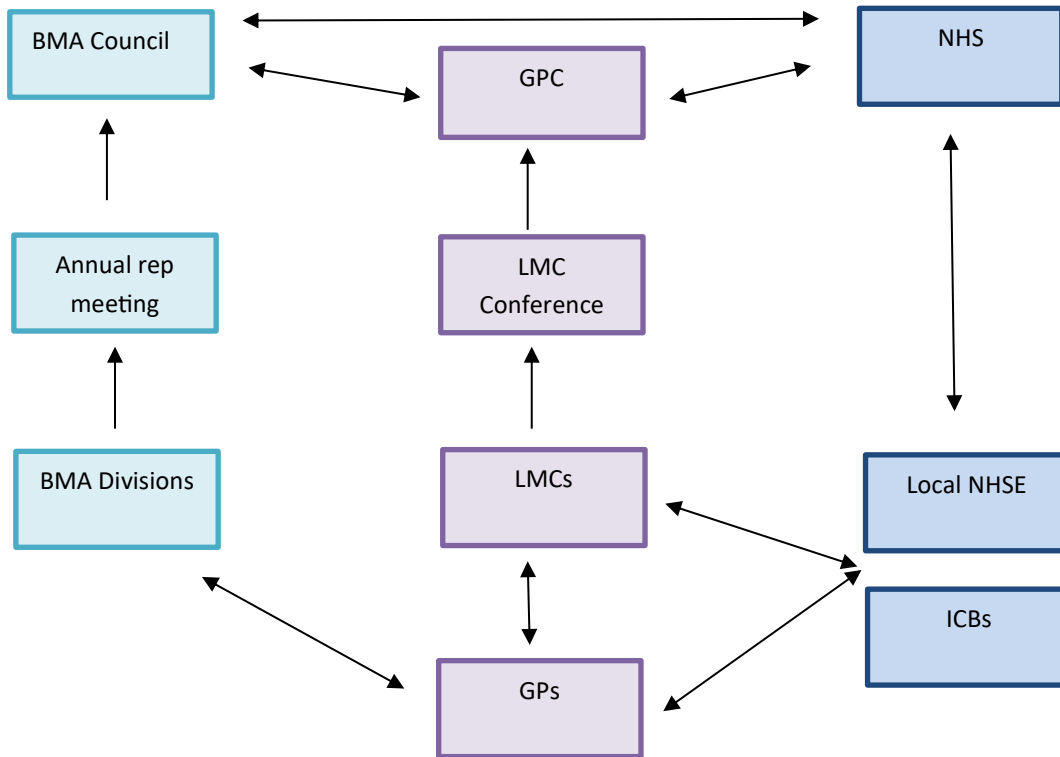 BMA Council
GPC
NHS
Annual rep
meeting
LMC
Conference
BMA Divisions
LMCs
Local NHSE
ICBs
GPs